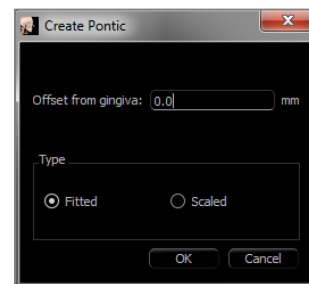 Create Pontic
Offset from gingiva: 0.0 mm
Type
Fitted Scaled
OK Cancel